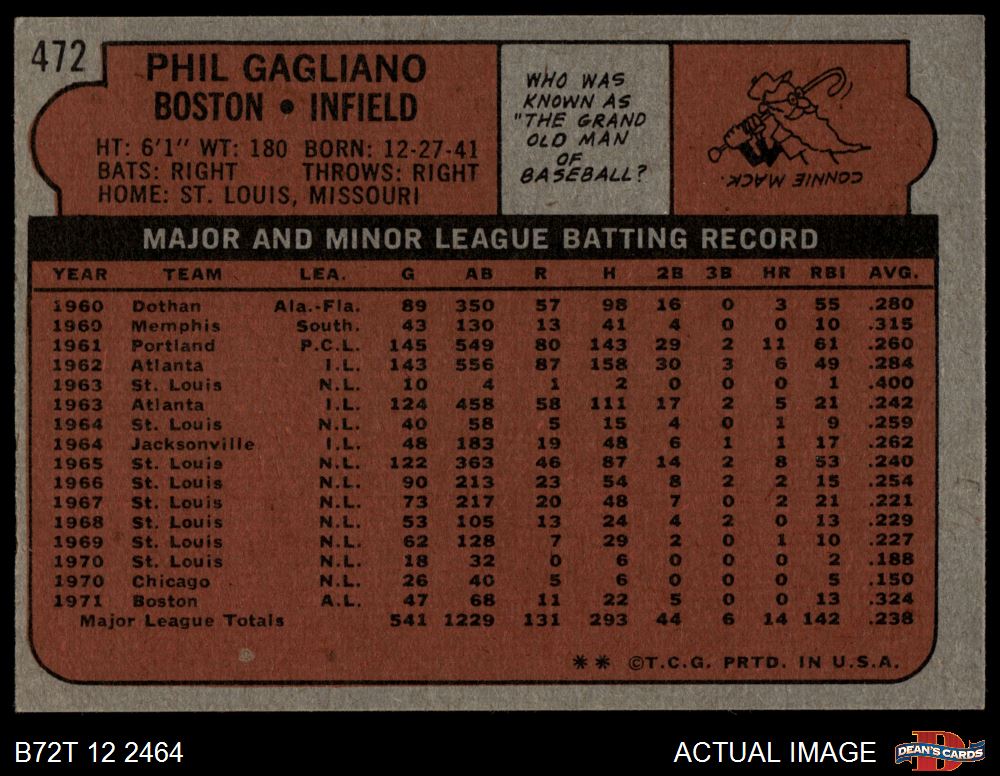 472
PHIL GAGLIANO
BOSTON • INFIELD
HT: 6'1" WT: 180 BORN: 12-27-41
BATS: RIGHT THROWS: RIGHT
HOME: ST. LOUIS, MISSOURI
WHO WAS
KNOWN AS
"THE GRAND
OLD MAN
OF
BASEBALL?
CONNIE MACK.
MAJOR AND MINOR LEAGUE BATTING RECORD
YEAR TEAM LEA. G AB R H 2B 3B HR RBI AVG.
1960 Dothan Ala.-Fla. 89 350 57 98 16 0 3 55 .280
1960 Memphis South. 43 130 13 41 4 0 0 10 .315
1961 Portland P.C.L. 145 549 80 143 29 2 11 61 .260
1962 Atlanta I.L. 143 556 87 158 30 3 6 49 .284
1963 St. Louis N.L. 10 4 1 2 0 0 0 1 .400
1963 Atlanta I.L. 124 458 58 111 17 2 5 21 .242
1964 St. Louis N.L. 40 58 5 15 4 0 1 9 .259
1964 Jacksonville I.L. 48 183 19 48 6 1 1 17 .262
1965 St. Louis N.L. 122 363 46 87 14 2 8 53 .240
1966 St. Louis N.L. 90 213 23 54 8 2 2 15 .254
1967 St. Louis N.L. 73 217 20 48 7 0 2 21 .221
1968 St. Louis N.L. 53 105 13 24 4 2 0 13 .229
1969 St. Louis N.L. 62 128 7 29 2 0 1 10 .227
1970 St. Louis N.L. 18 32 0 6 0 0 0 2 .188
1970 Chicago N.L. 26 40 5 6 0 0 0 5 .150
1971 Boston A.L. 47 68 11 22 5 0 0 13 .324
Major League Totals 541 1229 131 293 44 6 14 142 .238
** ©T.C.G. PRTD. IN U.S.A.
B72T 12 2464
ACTUAL IMAGE
DEAN'S CARDS